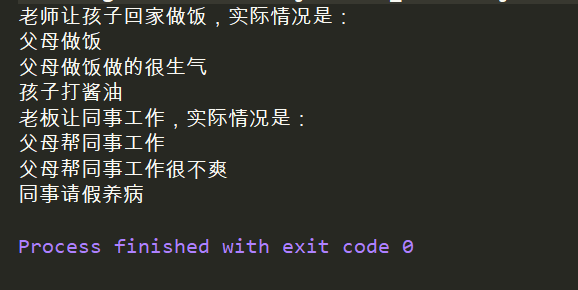 老师让孩子回家做饭，实际情况是：
父母做饭
父母做饭做的很生气
孩子打酱油
老板让同事工作，实际情况是：
父母帮同事工作
父母帮同事工作很不爽
同事请假养病
Process finished with exit code 0